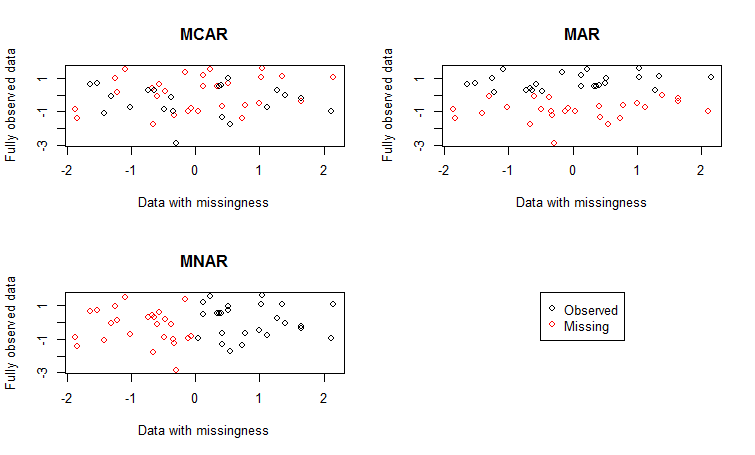 MCAR
Fully observed data
1
-1
-3
-2
-1
0
1
2
Data with missingness
MAR
Fully observed data
1
-1
-3
-2
-1
0
1
2
Data with missingness
MNAR
Fully observed data
1
-1
-3
-2
-1
0
1
2
Data with missingness
Observed
Missing